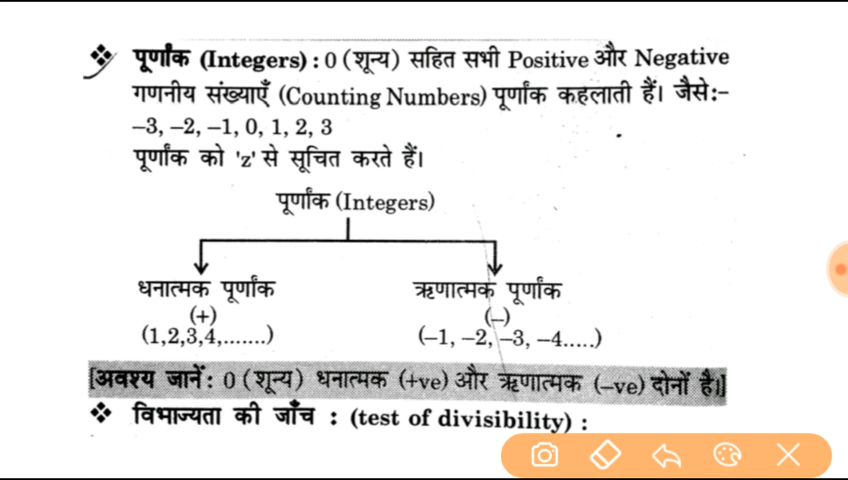 ❖ पूर्णांक (Integers) : 0 (शून्य) सहित सभी Positive और Negative
गणनीय संख्याएँ (Counting Numbers) पूर्णांक कहलाती हैं। जैसे:-
–3, –2, –1, 0, 1, 2, 3
पूर्णांक को 'z' से सूचित करते हैं।
पूर्णांक (Integers)
धनात्मक पूर्णांक ऋणात्मक पूर्णांक
(+) (–)
(1,2,3,4,.......) (–1, –2, –3, –4.....)
[अवश्य जानें: 0 (शून्य) धनात्मक (+ve) और ऋणात्मक (–ve) दोनों है।]
❖ विभाज्यता की जाँच : (test of divisibility) :